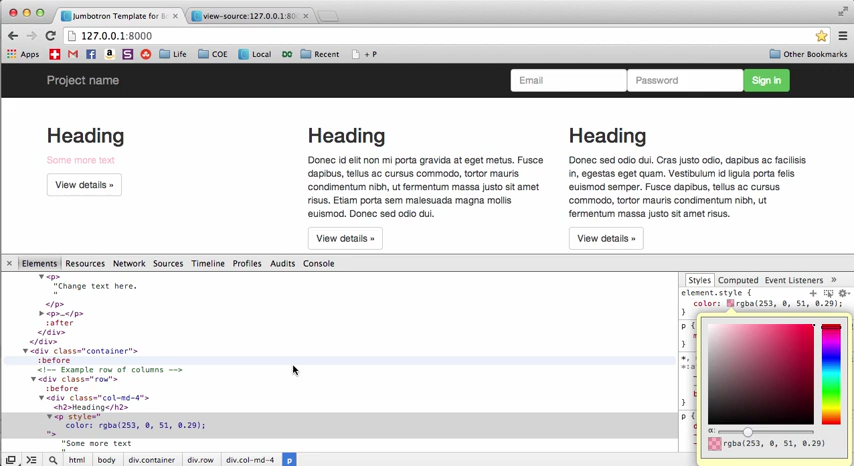 Jumbotron Template for Bo
view-source:127.0.0.1:800
127.0.0.1:8000
Apps
Life
COE
Local
DO
Recent
+ P
Other Bookmarks
Project name
Email
Password
Sign in
Heading
Some more text
View details »
Heading
Donec id elit non mi porta gravida at eget metus. Fusce
dapibus, tellus ac cursus commodo, tortor mauris
condimentum nibh, ut fermentum massa justo sit amet
risus. Etiam porta sem malesuada magna mollis
euismod. Donec sed odio dui.
View details »
Heading
Donec sed odio dui. Cras justo odio, dapibus ac facilisis
in, egestas eget quam. Vestibulum id ligula porta felis
euismod semper. Fusce dapibus, tellus ac cursus
commodo, tortor mauris condimentum nibh, ut
fermentum massa justo sit amet risus.
View details »
Elements
Resources
Network
Sources
Timeline
Profiles
Audits
Console
<p>
"Change text here.
"
</p>
<p>…</p>
:after
</div>
</div>
<div class="container">
:before
<!-- Example row of columns -->
<div class="row">
:before
<div class="col-md-4">
<h2>Heading</h2>
<p style="
color: rgba(253, 0, 51, 0.29);
">
"Some more text
html
body
div.container
div.row
div.col-md-4
p
Styles
Computed
Event Listeners
»
element.style {
color: rgba(253, 0, 51, 0.29);
}
p {
}
}
p {
α:
rgba(253, 0, 51, 0.29)